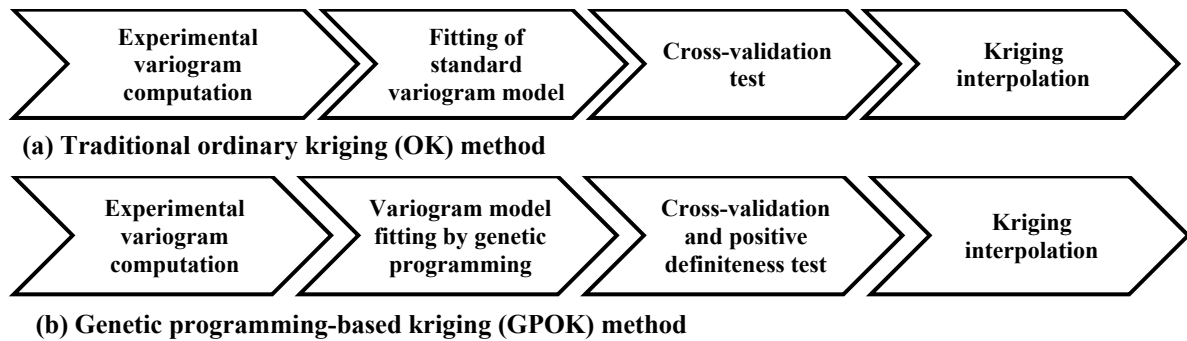 Experimental
variogram
computation
Fitting of
standard
variogram model
Cross-validation
test
Kriging
interpolation
(a) Traditional ordinary kriging (OK) method
Experimental
variogram
computation
Variogram model
fitting by genetic
programming
Cross-validation
and positive
definiteness test
Kriging
interpolation
(b) Genetic programming-based kriging (GPOK) method